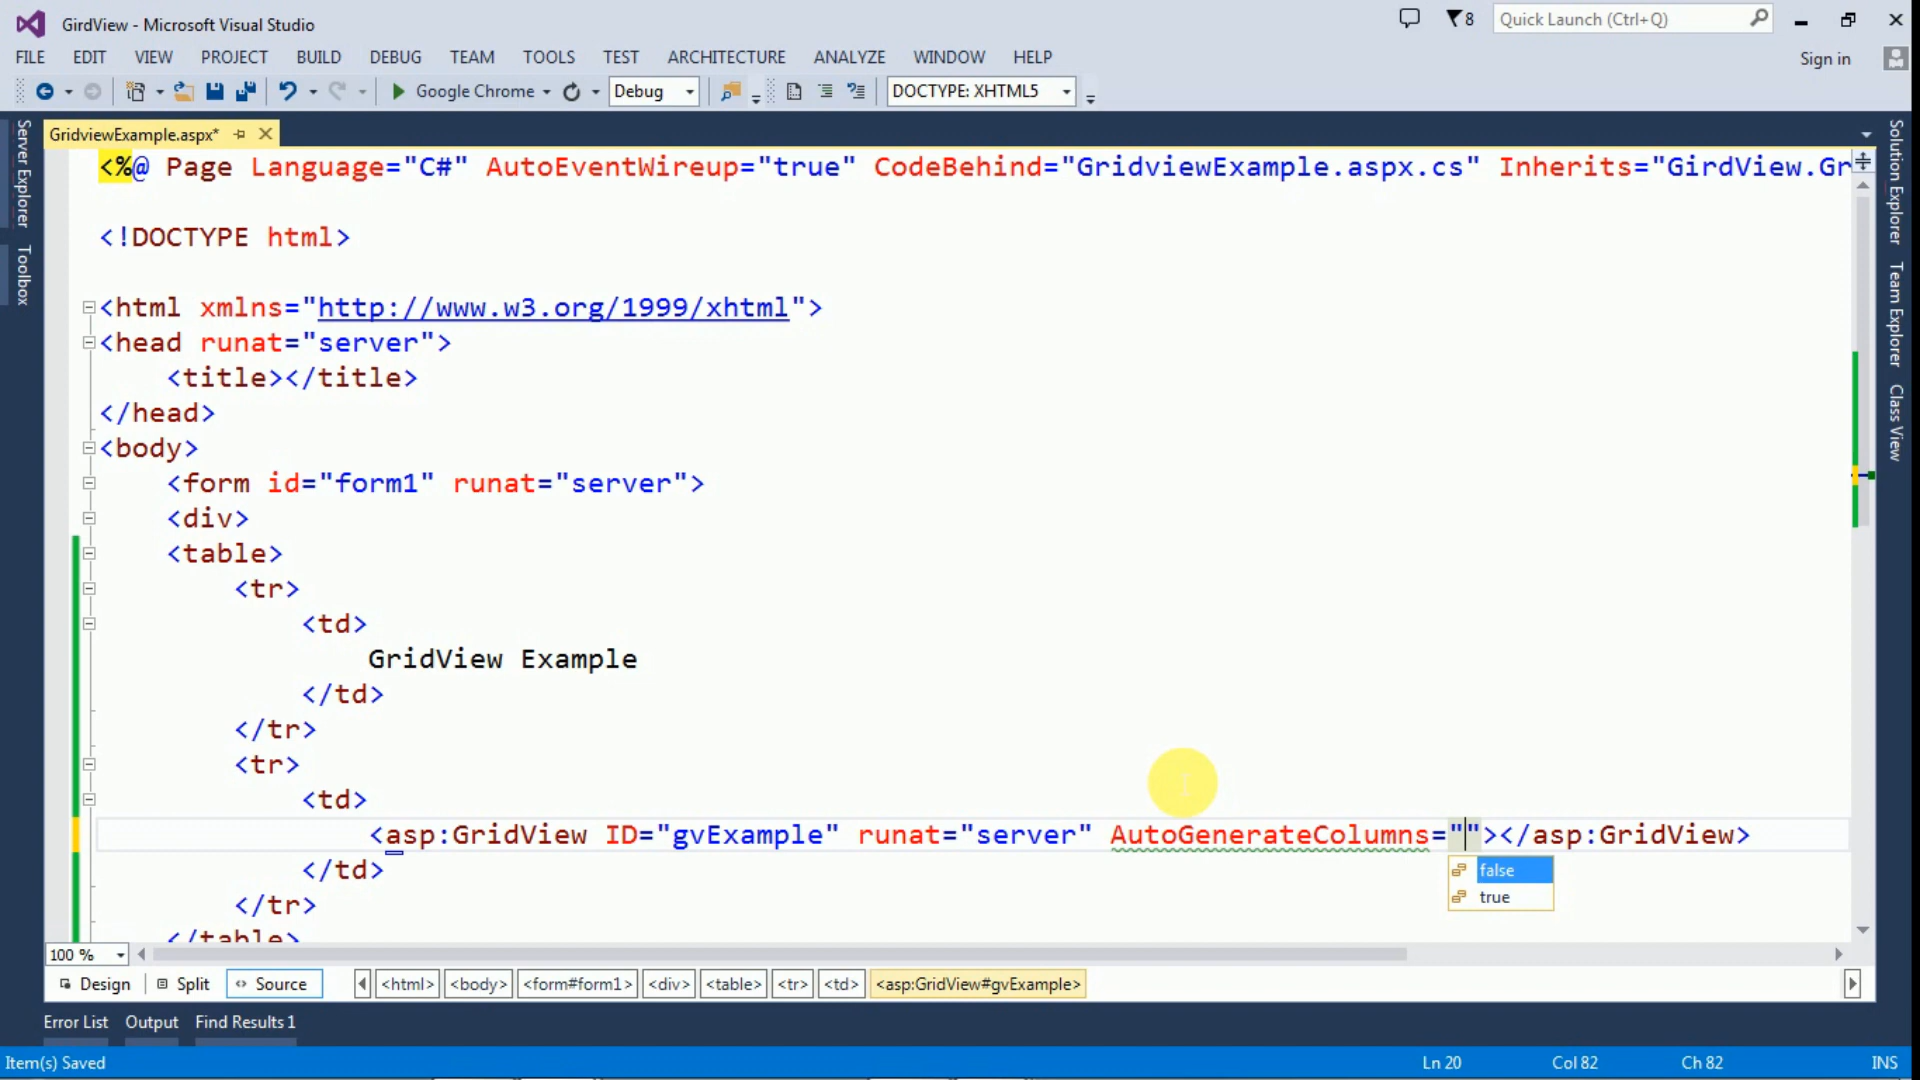 GirdView - Microsoft Visual Studio
8
Quick Launch (Ctrl+Q)
FILE EDIT VIEW PROJECT BUILD DEBUG TEAM TOOLS TEST ARCHITECTURE ANALYZE WINDOW HELP
Sign in
Google Chrome Debug DOCTYPE: XHTML5
GridviewExample.aspx*
Server Explorer
Toolbox
Solution Explorer
Team Explorer
Class View
<%@ Page Language="C#" AutoEventWireup="true" CodeBehind="GridviewExample.aspx.cs" Inherits="GirdView.Gr
<!DOCTYPE html>
<html xmlns="http://www.w3.org/1999/xhtml">
<head runat="server">
<title></title>
</head>
<body>
<form id="form1" runat="server">
<div>
<table>
<tr>
<td>
GridView Example
</td>
</tr>
<tr>
<td>
<asp:GridView ID="gvExample" runat="server" AutoGenerateColumns=""></asp:GridView>
false
true
</td>
</tr>
</table>
100 %
Design Split Source <html> <body> <form#form1> <div> <table> <tr> <td> <asp:GridView#gvExample>
Error List Output Find Results 1
Item(s) Saved Ln 20 Col 82 Ch 82 INS